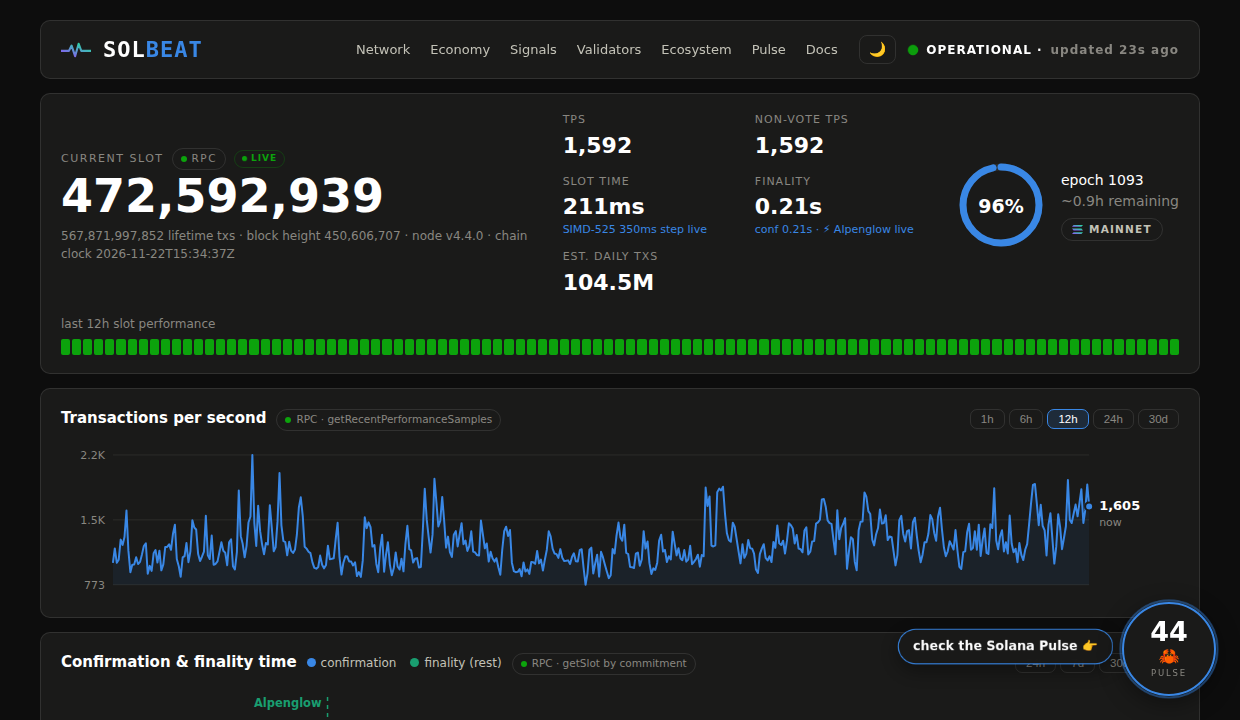 SOLBEAT
Network Economy Signals Validators Ecosystem Pulse Docs
OPERATIONAL · updated 23s ago
CURRENT SLOT RPC LIVE
472,592,939
567,871,997,852 lifetime txs · block height 450,606,707 · node v4.4.0 · chain
clock 2026-11-22T15:34:37Z
TPS
1,592
NON-VOTE TPS
1,592
SLOT TIME
211ms
SIMD-525 350ms step live
FINALITY
0.21s
conf 0.21s · ⚡ Alpenglow live
EST. DAILY TXS
104.5M
96%
epoch 1093
~0.9h remaining
MAINNET
last 12h slot performance
Transactions per second RPC · getRecentPerformanceSamples
1h 6h 12h 24h 30d
2.2K
1.5K
773
1,605
now
Confirmation & finality time confirmation finality (rest) RPC · getSlot by commitment
Alpenglow
check the Solana Pulse 👉
44
PULSE